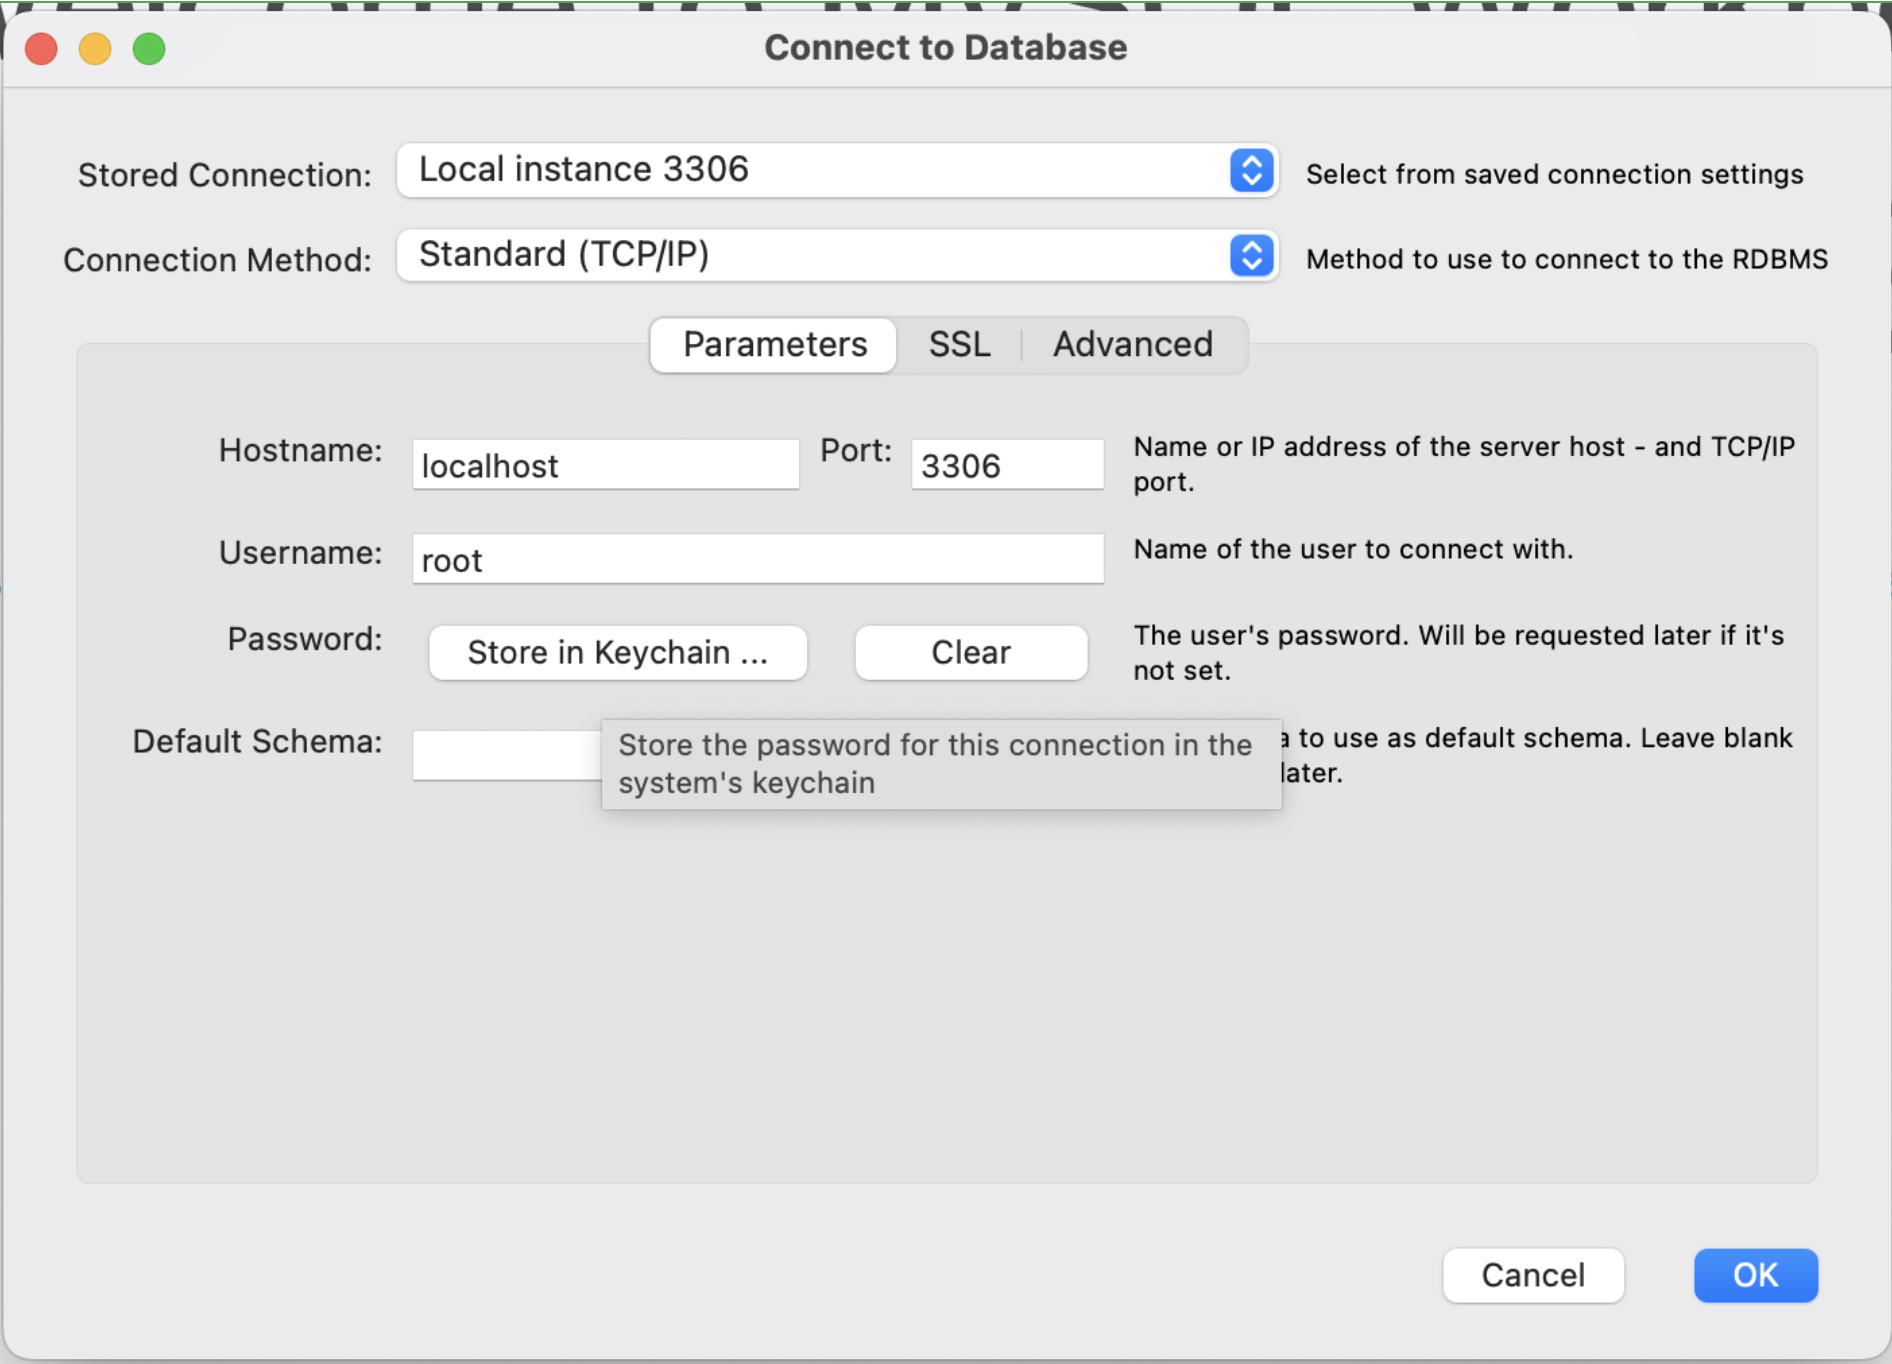 Connect to Database
Stored Connection: Local instance 3306 Select from saved connection settings
Connection Method: Standard (TCP/IP) Method to use to connect to the RDBMS
Parameters SSL Advanced
Hostname: localhost Port: 3306 Name or IP address of the server host - and TCP/IP
port.
Username: root Name of the user to connect with.
Password: Store in Keychain ... Clear The user's password. Will be requested later if it's
not set.
Default Schema: to use as default schema. Leave blank
later.
Store the password for this connection in the
system's keychain
Cancel OK